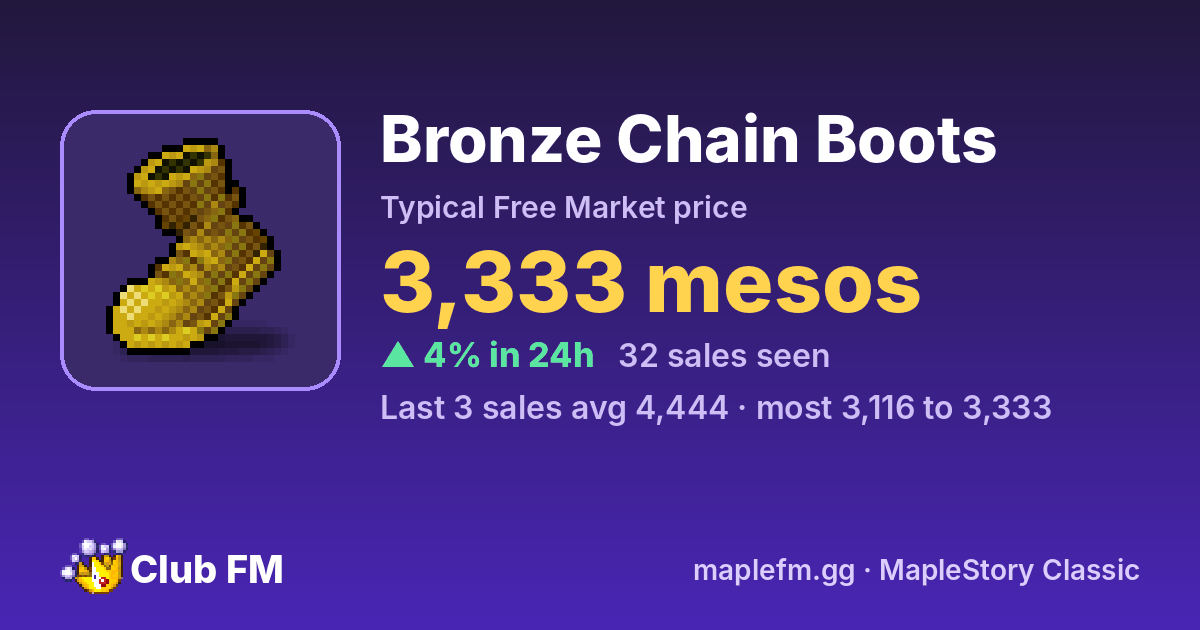 Bronze Chain Boots
Typical Free Market price
3,333 mesos
▲ 4% in 24h 32 sales seen
Last 3 sales avg 4,444 · most 3,116 to 3,333
Club FM
maplefm.gg · MapleStory Classic